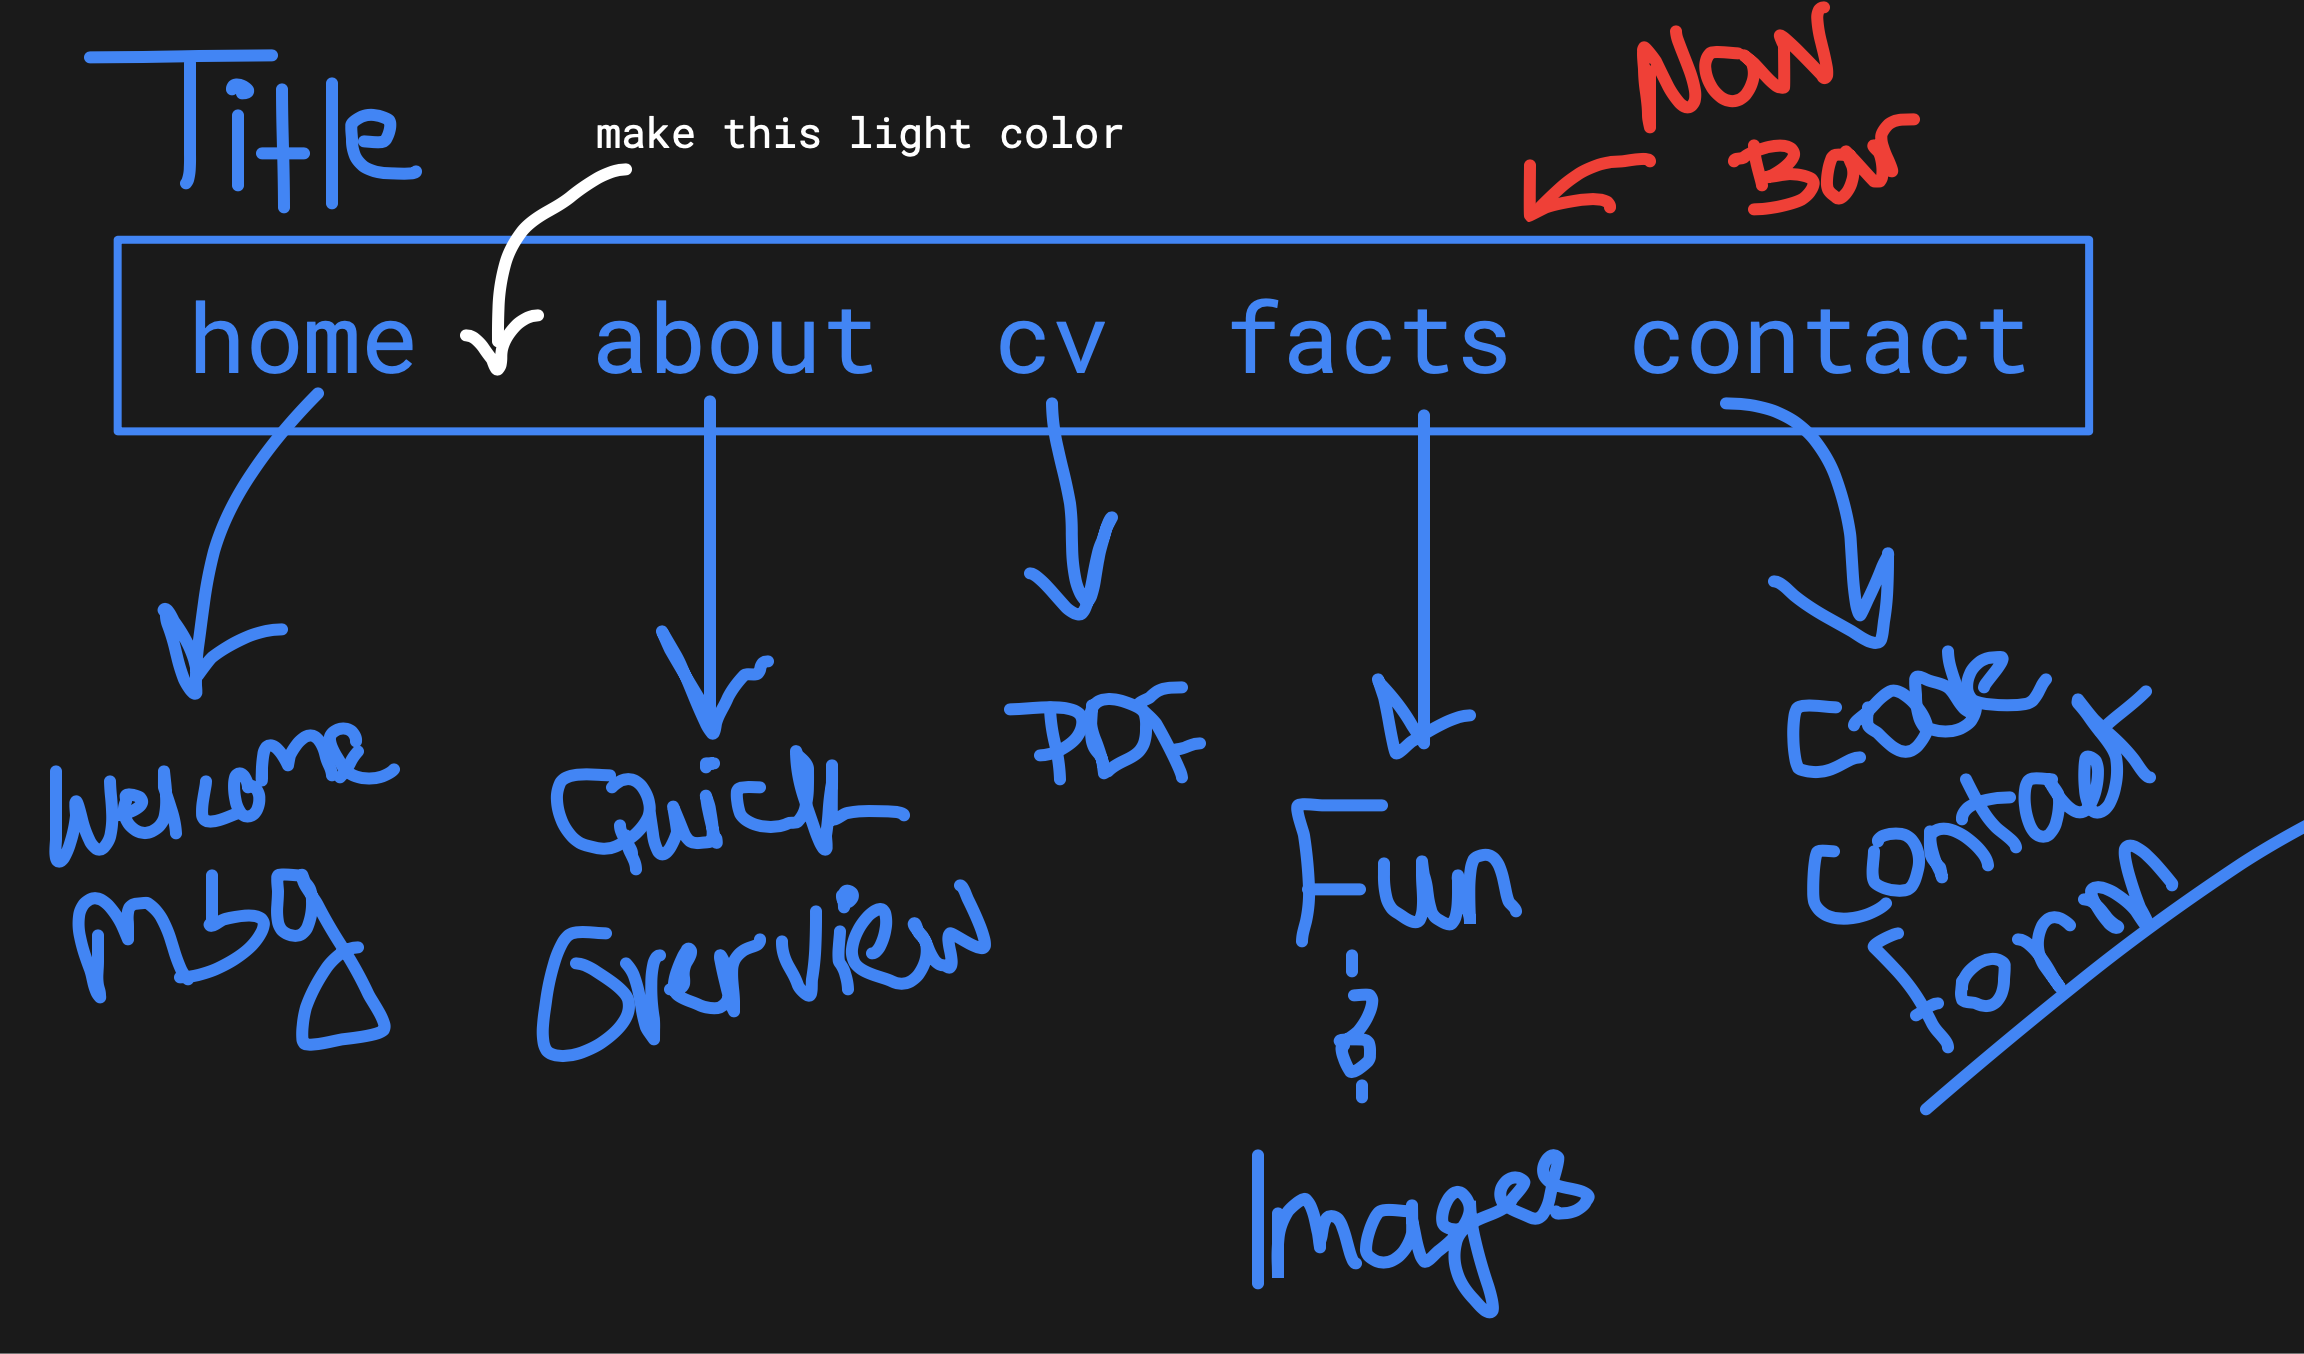 Title
make this light color
Nav
Bar
home about cv facts contact
Welcome
msg
Quick
Overview
PDF
Fun
&
Images
Code
Contact
Form